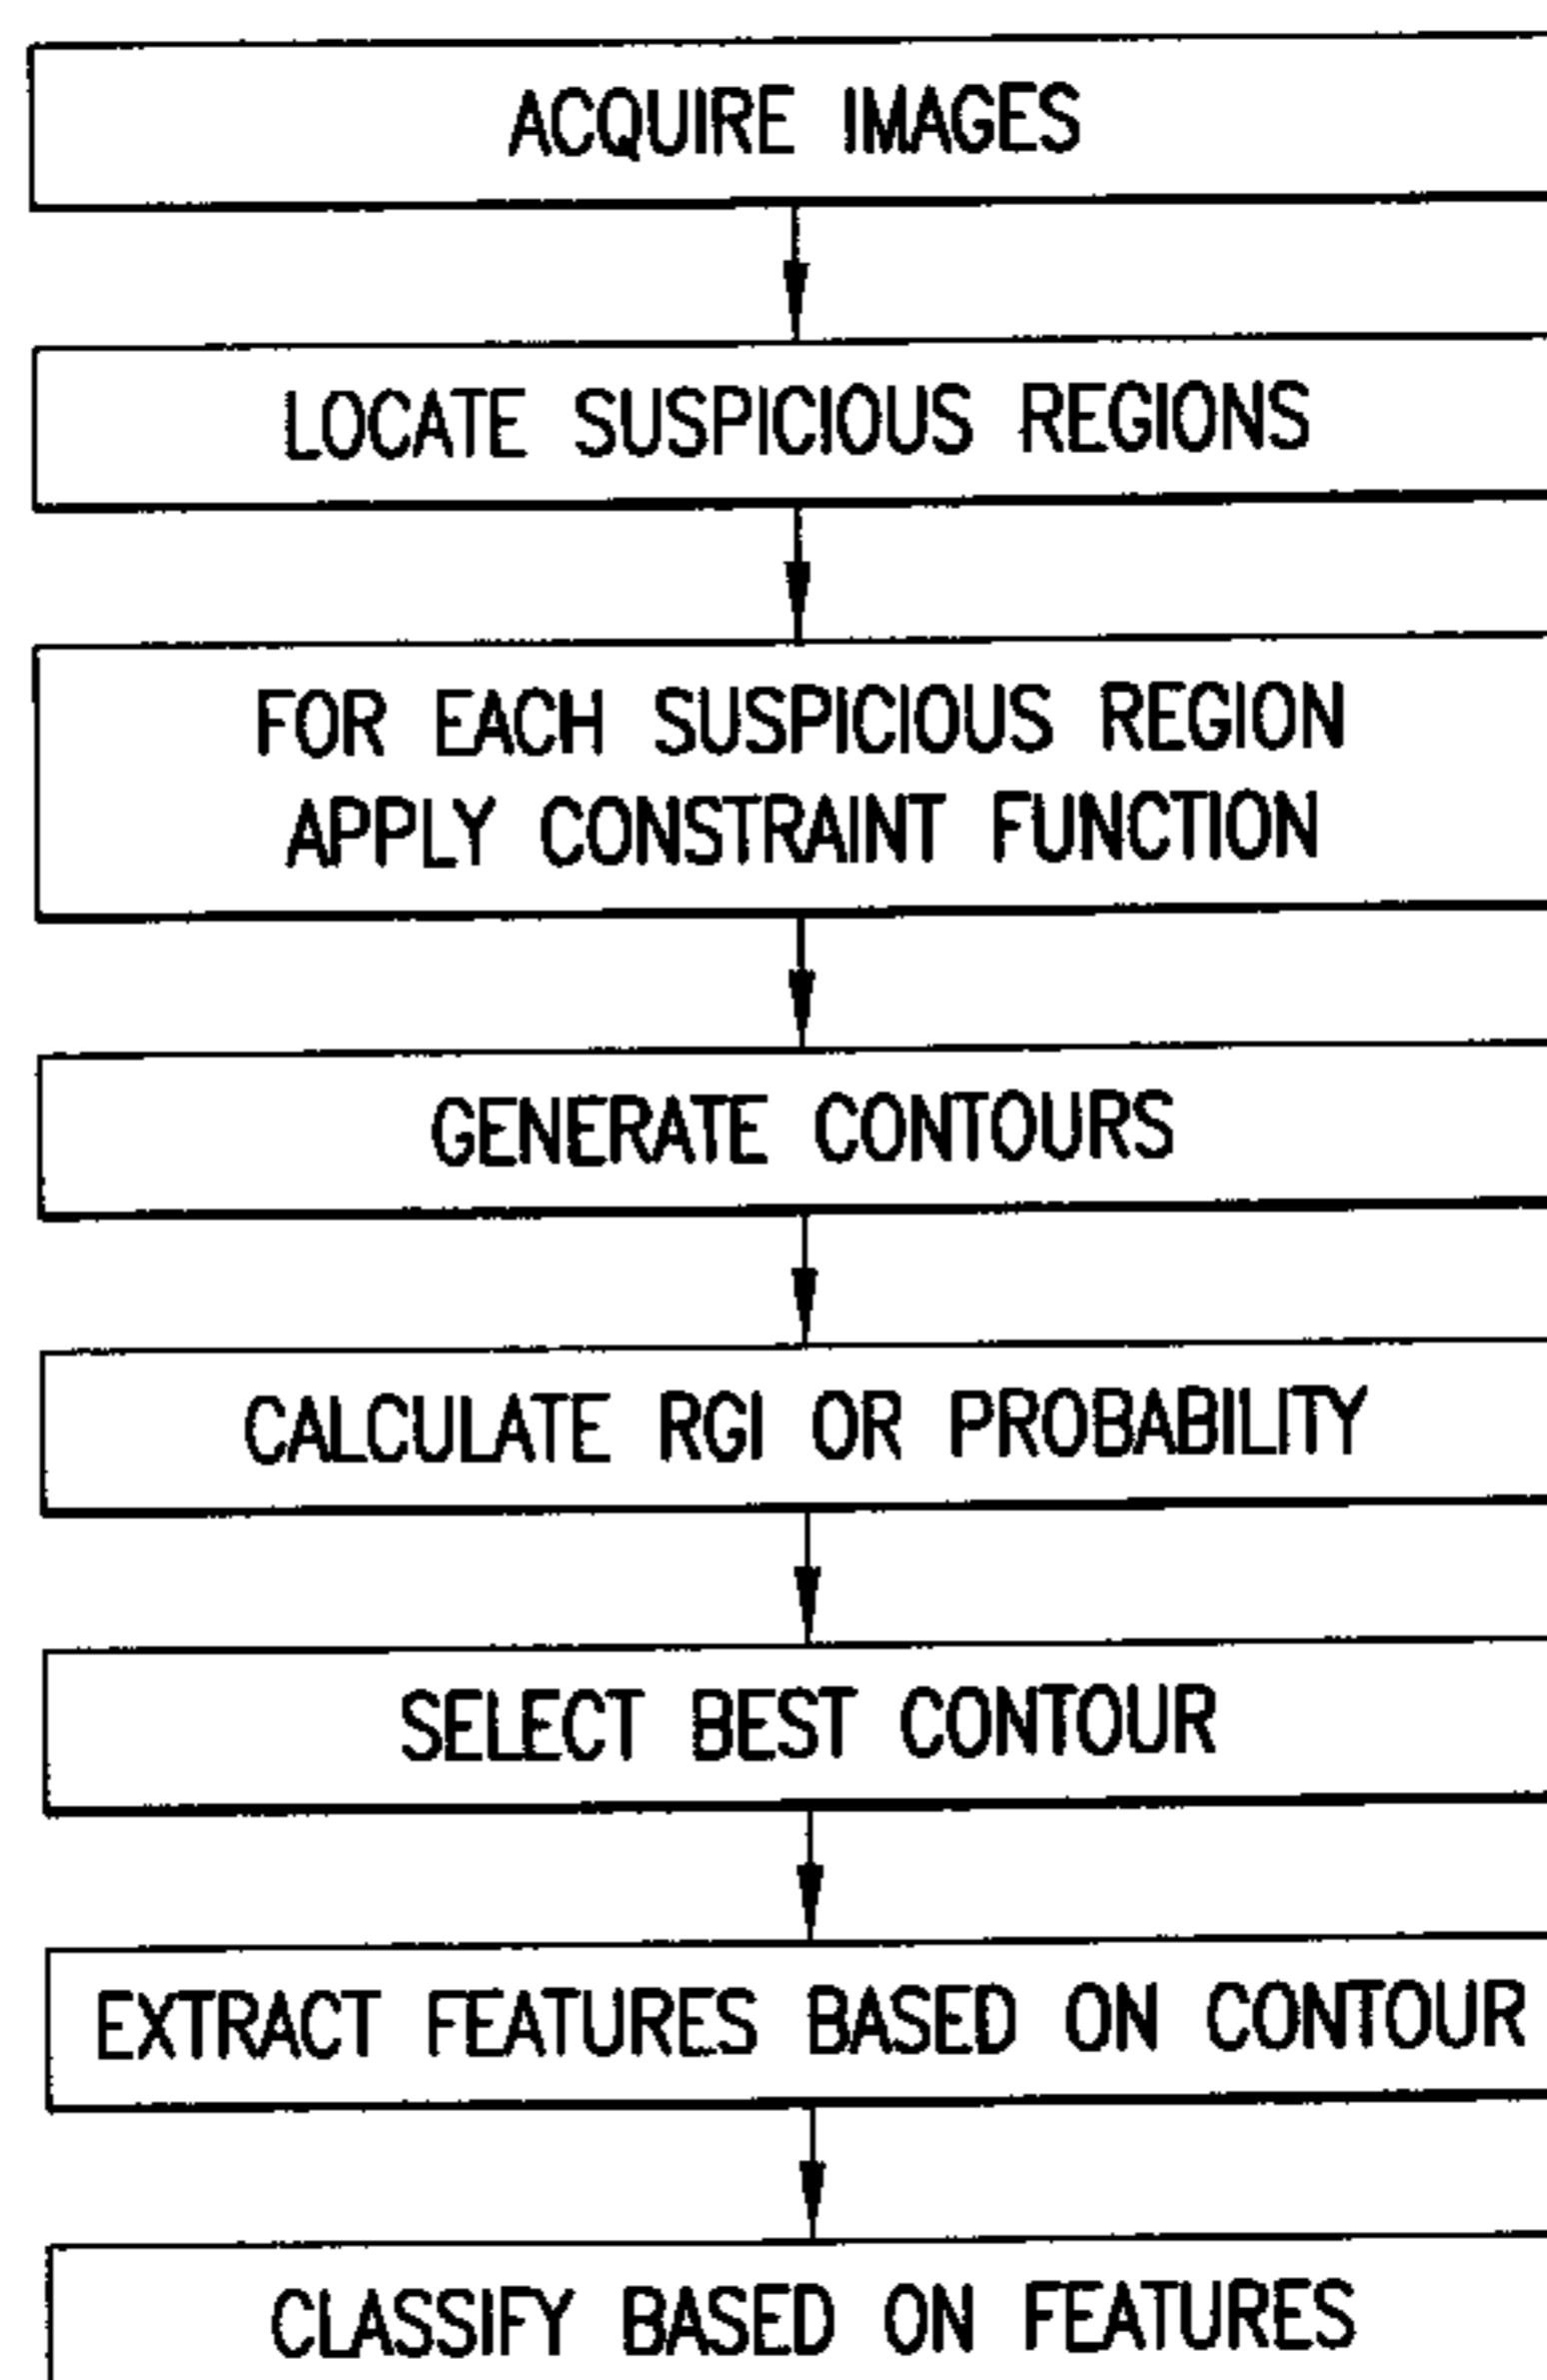 ACQUIRE IMAGES
LOCATE SUSPICIOUS REGIONS
FOR EACH SUSPICIOUS REGION
APPLY CONSTRAINT FUNCTION
GENERATE CONTOURS
CALCULATE RGI OR PROBABILITY
SELECT BEST CONTOUR
EXTRACT FEATURES BASED ON CONTOUR
CLASSIFY BASED ON FEATURES